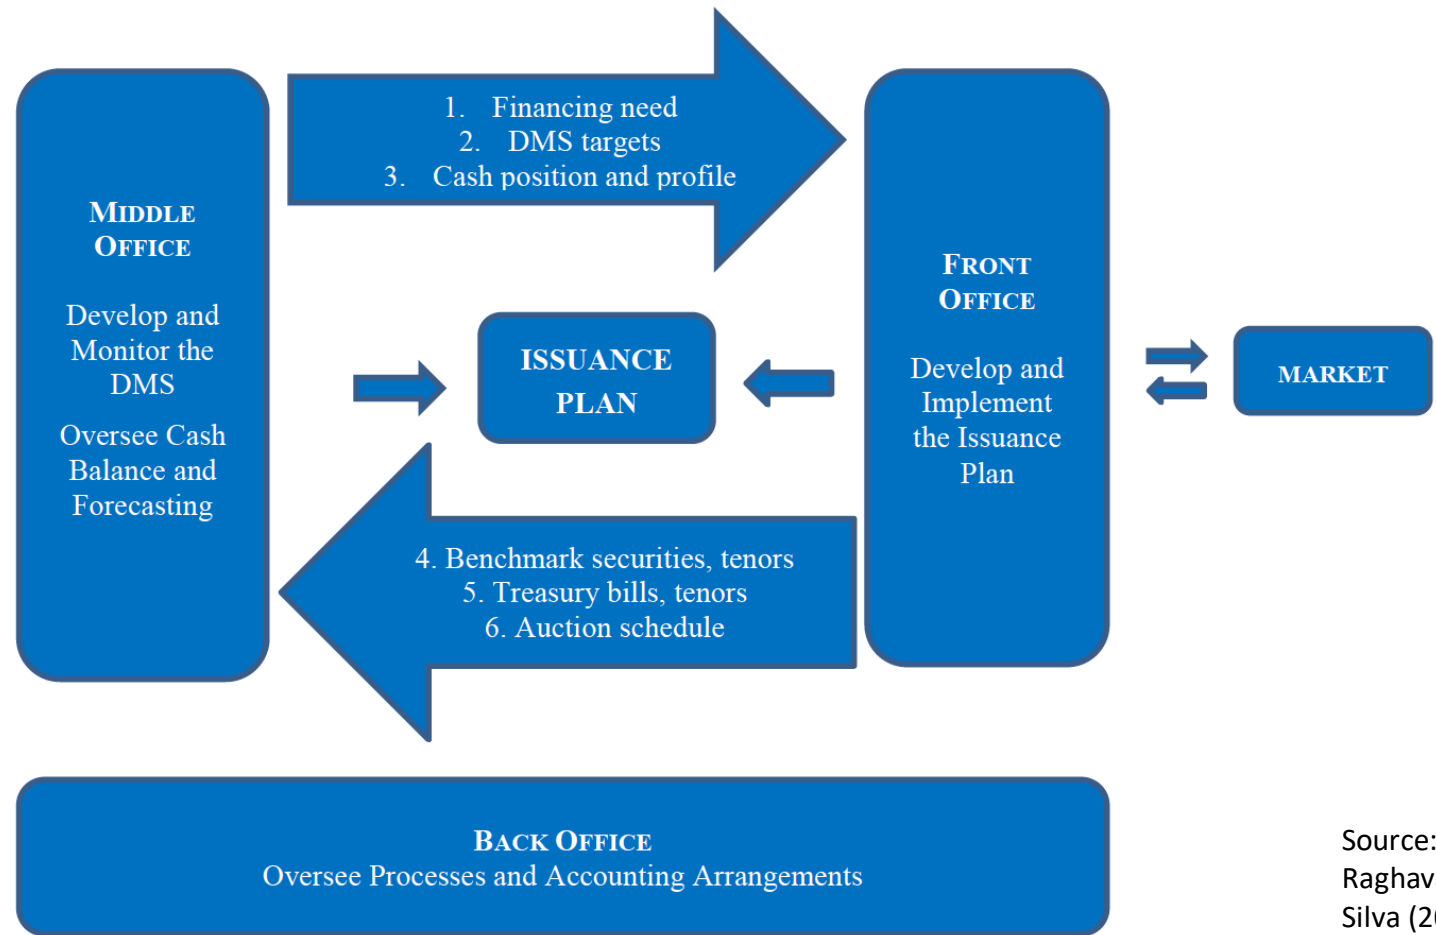 MIDDLE
OFFICE
Develop and
Monitor the
DMS
Oversee Cash
Balance and
Forecasting
1. Financing need
2. DMS targets
3. Cash position and profile
ISSUANCE
PLAN
4. Benchmark securities, tenors
5. Treasury bills, tenors
6. Auction schedule
FRONT
OFFICE
Develop and
Implement
the Issuance
Plan
MARKET
BACK OFFICE
Oversee Processes and Accounting Arrangements
Source:
Silva